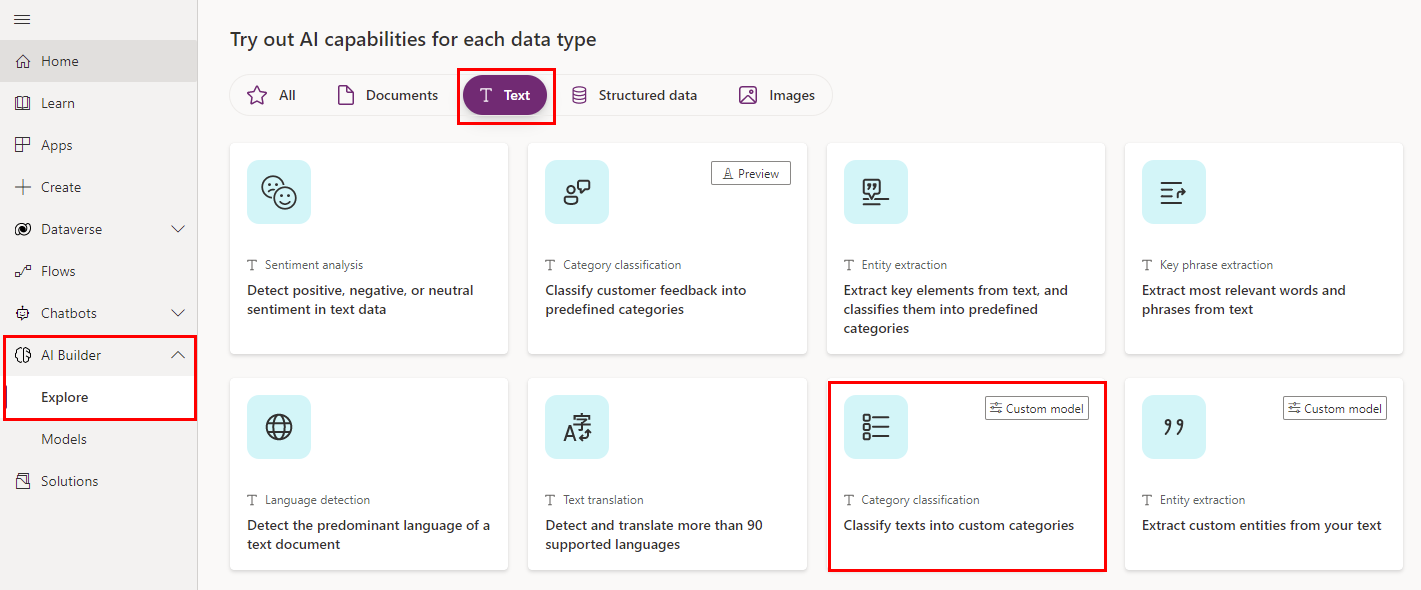 Home
Learn
Apps
Create
Dataverse
Flows
Chatbots
AI Builder
Explore
Models
Solutions
Try out AI capabilities for each data type
All
Documents
Text
Structured data
Images
Sentiment analysis
Detect positive, negative, or neutral
sentiment in text data
Preview
Category classification
Classify customer feedback into
predefined categories
Entity extraction
Extract key elements from text, and
classifies them into predefined
categories
Key phrase extraction
Extract most relevant words and
phrases from text
Language detection
Detect the predominant language of a
text document
A字
Text translation
Detect and translate more than 90
supported languages
Custom model
Category classification
Classify texts into custom categories
Custom model
Entity extraction
Extract custom entities from your text